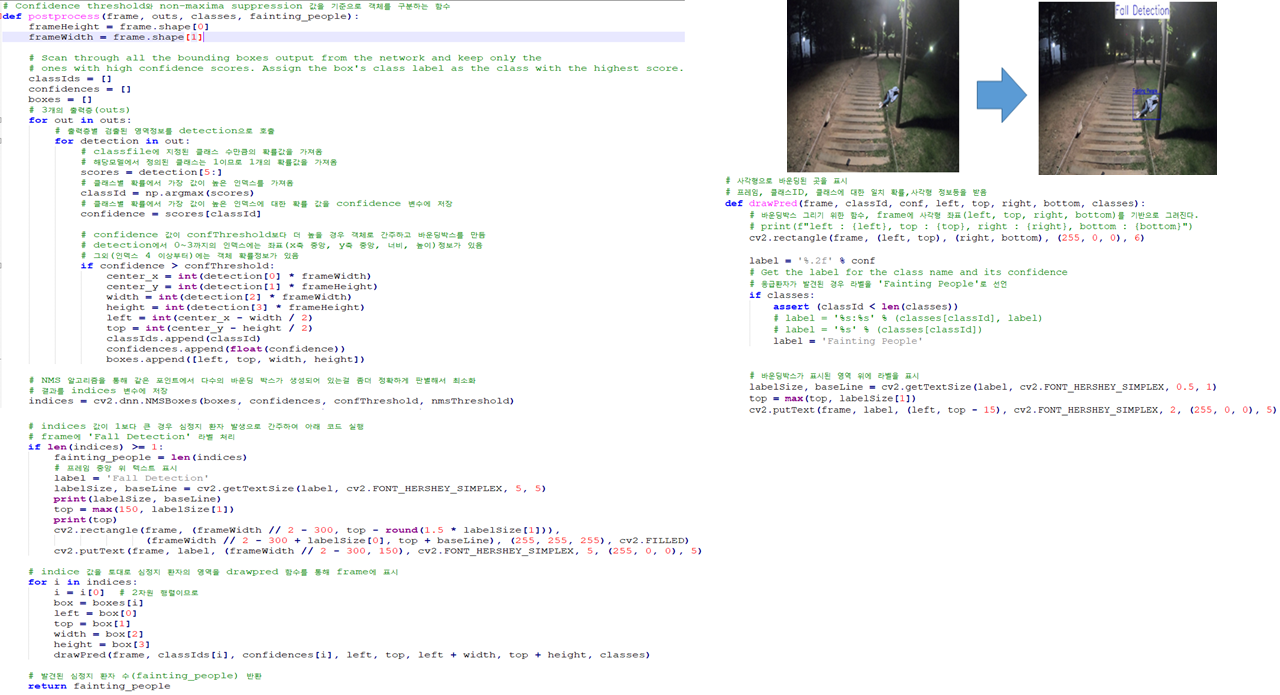 # Confidence threshold와 non-maxima suppression 값을 기준으로 객체를 구분하는 함수
def postprocess(frame, outs, classes, fainting_people):
    frameHeight = frame.shape[0]
    frameWidth = frame.shape[1]
    # Scan through all the bounding boxes output from the network and keep only the
    # ones with high confidence scores. Assign the box's class label as the class with the highest score.
    classIds = []
    confidences = []
    boxes = []
    # 3개의 출력층(outs)
    for out in outs:
        # 출력층별 검출된 영역정보를 detection으로 호출
        for detection in out:
            # classfile에 지정된 클래스 수만큼의 확률값을 가져옴
            # 해당모델에서 정의된 클래스는 1이므로 1개의 확률값을 가져옴
            scores = detection[5:]
            # 클래스별 확률에서 가장 값이 높은 인덱스를 가져옴
            classId = np.argmax(scores)
            # 클래스별 확률에서 가장 값이 높은 인덱스에 대한 확률 값을 confidence 변수에 저장
            confidence = scores[classId]
            # confidence 값이 confThreshold보다 더 높을 경우 객체로 간주하고 바운딩박스를 만듬
            # detection에서 0~3까지의 인덱스에는 좌표(x축 중앙, y축 중앙, 너비, 높이)정보가 있음
            # 그외(인덱스 4 이상부터)에는 객체 확률정보가 있음
            if confidence > confThreshold:
                center_x = int(detection[0] * frameWidth)
                center_y = int(detection[1] * frameHeight)
                width = int(detection[2] * frameWidth)
                height = int(detection[3] * frameHeight)
                left = int(center_x - width / 2)
                top = int(center_y - height / 2)
                classIds.append(classId)
                confidences.append(float(confidence))
                boxes.append([left, top, width, height])
    # NMS 알고리즘을 통해 같은 포인트에서 다수의 바운딩 박스가 생성되어 있는걸 좀더 정확하게 판별해서 최소화
    # 결과를 indices 변수에 저장
    indices = cv2.dnn.NMSBoxes(boxes, confidences, confThreshold, nmsThreshold)
    # indices 값이 1보다 큰 경우 심정지 환자 발생으로 간주하여 아래 코드 실행
    # frame에 'Fall Detection' 라벨 처리
    if len(indices) >= 1:
        fainting_people = len(indices)
        # 프레임 중앙 위 텍스트 표시
        label = 'Fall Detection'
        labelSize, baseLine = cv2.getTextSize(label, cv2.FONT_HERSHEY_SIMPLEX, 5, 5)
        print(labelSize, baseLine)
        top = max(150, labelSize[1])
        print(top)
        cv2.rectangle(frame, (frameWidth // 2 - 300, top - round(1.5 * labelSize[1])),
                      (frameWidth // 2 - 300 + labelSize[0], top + baseLine), (255, 255, 255), cv2.FILLED)
        cv2.putText(frame, label, (frameWidth // 2 - 300, 150), cv2.FONT_HERSHEY_SIMPLEX, 5, (255, 0, 0), 5)
    # indice 값을 토대로 심정지 환자의 영역을 drawpred 함수를 통해 frame에 표시
    for i in indices:
        i = i[0]  # 2차원 행렬이므로
        box = boxes[i]
        left = box[0]
        top = box[1]
        width = box[2]
        height = box[3]
        drawPred(frame, classIds[i], confidences[i], left, top, left + width, top + height, classes)
    # 발견된 심정지 환자 수(fainting_people) 반환
    return fainting_people
Fall Detection
Fainting People
# 사각형으로 바운딩된 곳을 표시
# 프레임, 클래스ID, 클래스에 대한 일치 확률,사각형 정보등을 받음
def drawPred(frame, classId, conf, left, top, right, bottom, classes):
    # 바운딩박스 그리기 위한 함수, frame에 사각형 좌표(left, top, right, bottom)를 기반으로 그려진다.
    # print(f"left : {left}, top : {top}, right : {right}, bottom : {bottom}")
    cv2.rectangle(frame, (left, top), (right, bottom), (255, 0, 0), 6)
    label = '%.2f' % conf
    # Get the label for the class name and its confidence
    # 응급환자가 발견된 경우 라벨을 'Fainting People'로 선언
    if classes:
        assert (classId < len(classes))
        # label = '%s:%s' % (classes[classId], label)
        # label = '%s' % (classes[classId])
        label = 'Fainting People'
    # 바운딩박스가 표시된 영역 위에 라벨을 표시
    labelSize, baseLine = cv2.getTextSize(label, cv2.FONT_HERSHEY_SIMPLEX, 0.5, 1)
    top = max(top, labelSize[1])
    cv2.putText(frame, label, (left, top - 15), cv2.FONT_HERSHEY_SIMPLEX, 2, (255, 0, 0), 5)